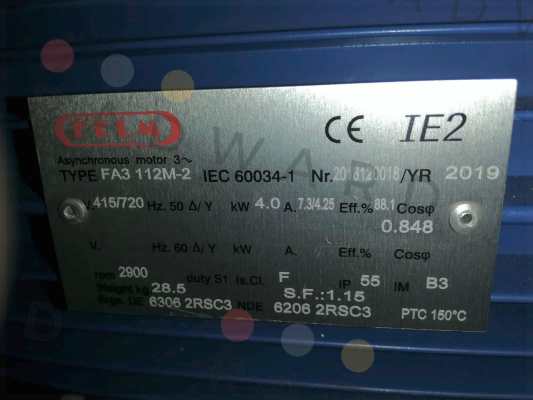 FELM
CE IE2
Asynchronous motor 3~
TYPE FA3 112M-2 IEC 60034-1 Nr. /YR 2019
V. 415/720 Hz. 50 Δ/Y kW 4.0 A. 7.3/4.25 Eff.% 88.1 Cosφ
0.848
V. Hz. 60 Δ/Y kW A. Eff.% Cosφ
rpm 2900 duty S1 Is.Cl. F IP 55 IM B3
Weight kg 28.5 S.F.:1.15
Brgs. DE 6306 2RSC3 NDE 6206 2RSC3 PTC 150°C